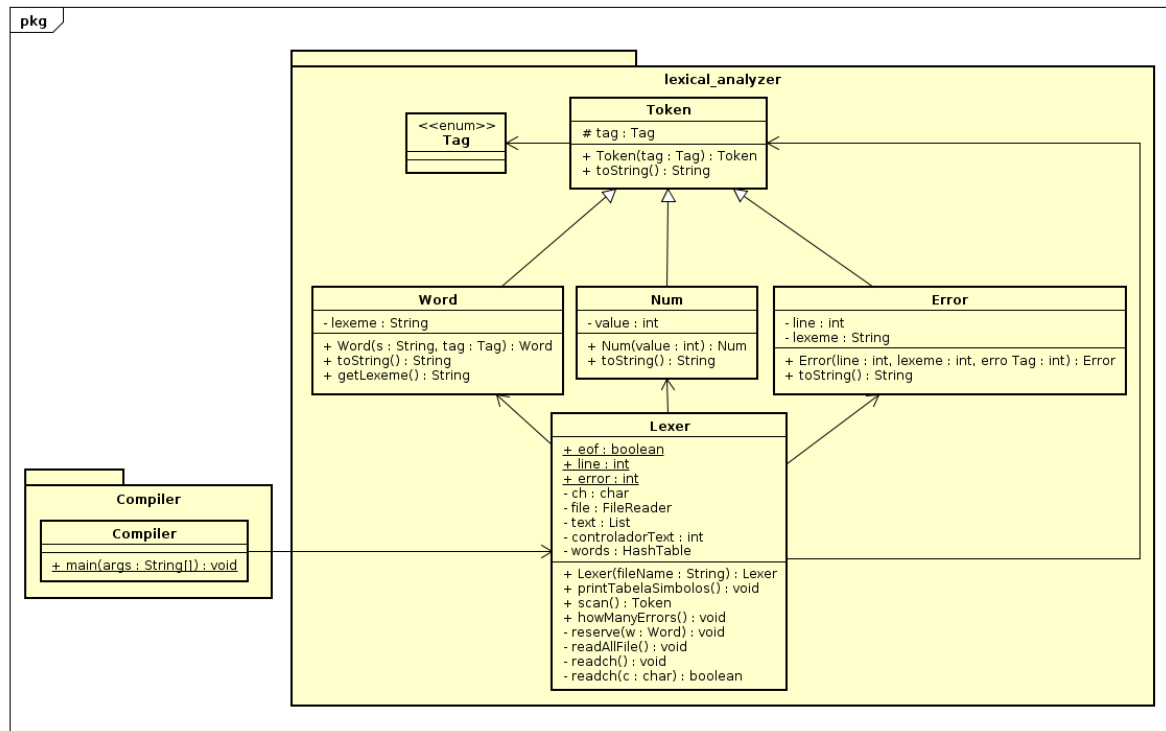 pkg
lexical_analyzer
<<enum>>
Tag
Token
# tag : Tag
+ Token(tag : Tag) : Token
+ toString() : String
Word
- lexeme : String
+ Word(s : String, tag : Tag) : Word
+ toString() : String
+ getLexeme() : String
Num
- value : int
+ Num(value : int) : Num
+ toString() : String
Error
- line : int
- lexeme : String
+ Error(line : int, lexeme : int, erro Tag : int) : Error
+ toString() : String
Lexer
+ eof : boolean
+ line : int
+ error : int
- ch : char
- file : FileReader
- text : List
- controladorText : int
- words : HashTable
+ Lexer(fileName : String) : Lexer
+ printTabelaSimbolos() : void
+ scan() : Token
+ howManyErrors() : void
- reserve(w : Word) : void
- readAllFile() : void
- readch() : void
- readch(c : char) : boolean
Compiler
Compiler
+ main(args : String[]) : void